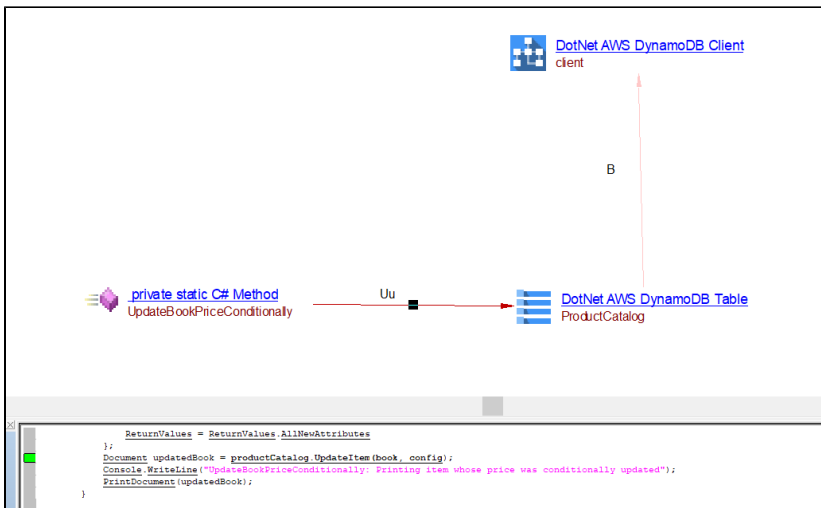 DotNet AWS DynamoDB Client
client
B
private static C# Method
UpdateBookPriceConditionally
Uu
DotNet AWS DynamoDB Table
ProductCatalog
ReturnValues = ReturnValues.AllNewAttributes
};
Document updatedBook = productCatalog.UpdateItem(book, config);
Console.WriteLine("UpdateBookPriceConditionally: Printing item whose price was conditionally updated");
PrintDocument(updatedBook);
}